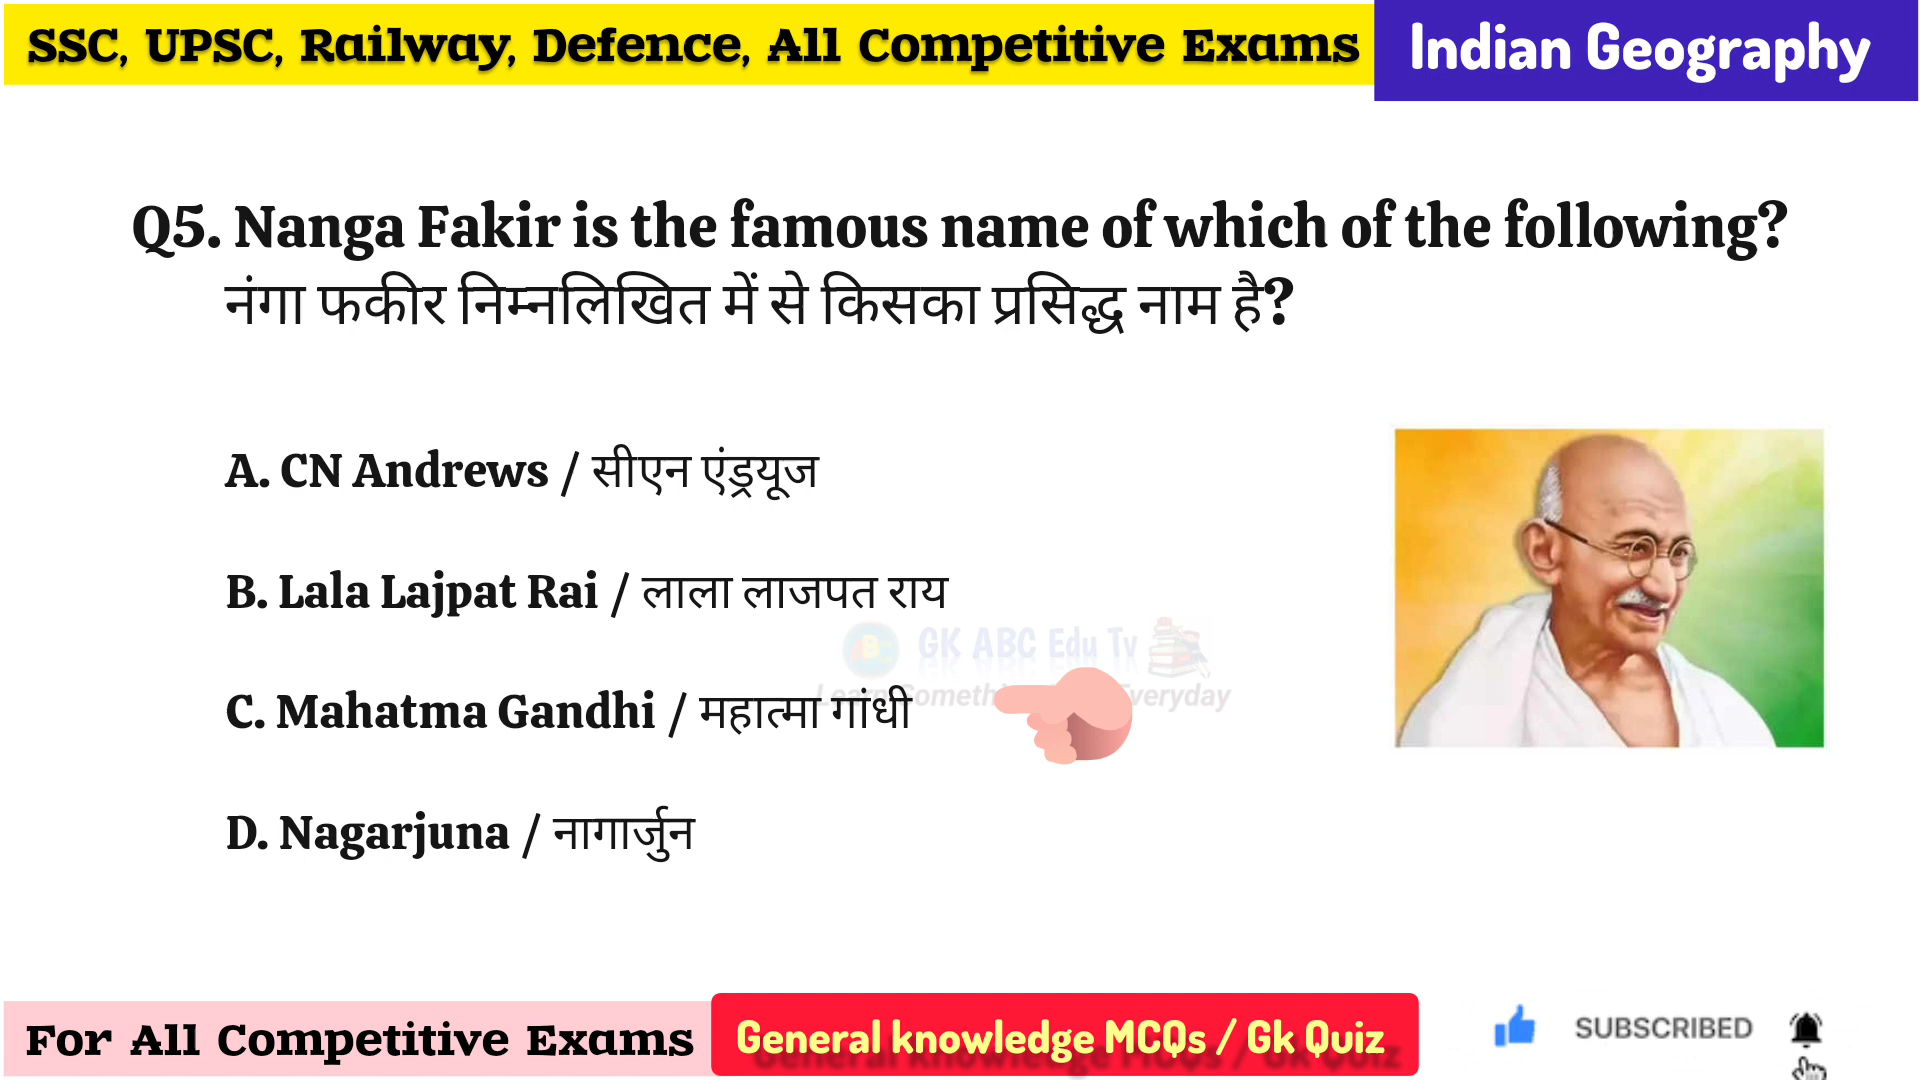 SSC, UPSC, Railway, Defence, All Competitive Exams
Indian Geography
Q5. Nanga Fakir is the famous name of which of the following?
नंगा फकीर निम्नलिखित में से किसका प्रसिद्ध नाम है?
A. CN Andrews / सीएन एंड्रयूज
B. Lala Lajpat Rai / लाला लाजपत राय
GK ABC Edu Tv
Learn Everyday
C. Mahatma Gandhi / महात्मा गांधी
D. Nagarjuna / नागार्जुन
For All Competitive Exams
General knowledge MCQs / Gk Quiz
SUBSCRIBED